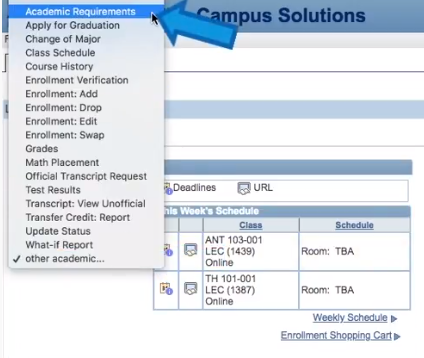 Campus Solutions
Academic Requirements
Apply for Graduation
Change of Major
Class Schedule
Course History
Enrollment Verification
Enrollment: Add
Enrollment: Drop
Enrollment: Edit
Enrollment: Swap
Grades
Math Placement
Official Transcript Request
Test Results
Transcript: View Unofficial
Transfer Credit: Report
Update Status
What-if Report
✓ other academic...
Deadlines URL
This Week's Schedule
Class Schedule
ANT 103-001
LEC (1439)
Online
Room: TBA
TH 101-001
LEC (1387)
Online
Room: TBA
Weekly Schedule
Enrollment Shopping Cart